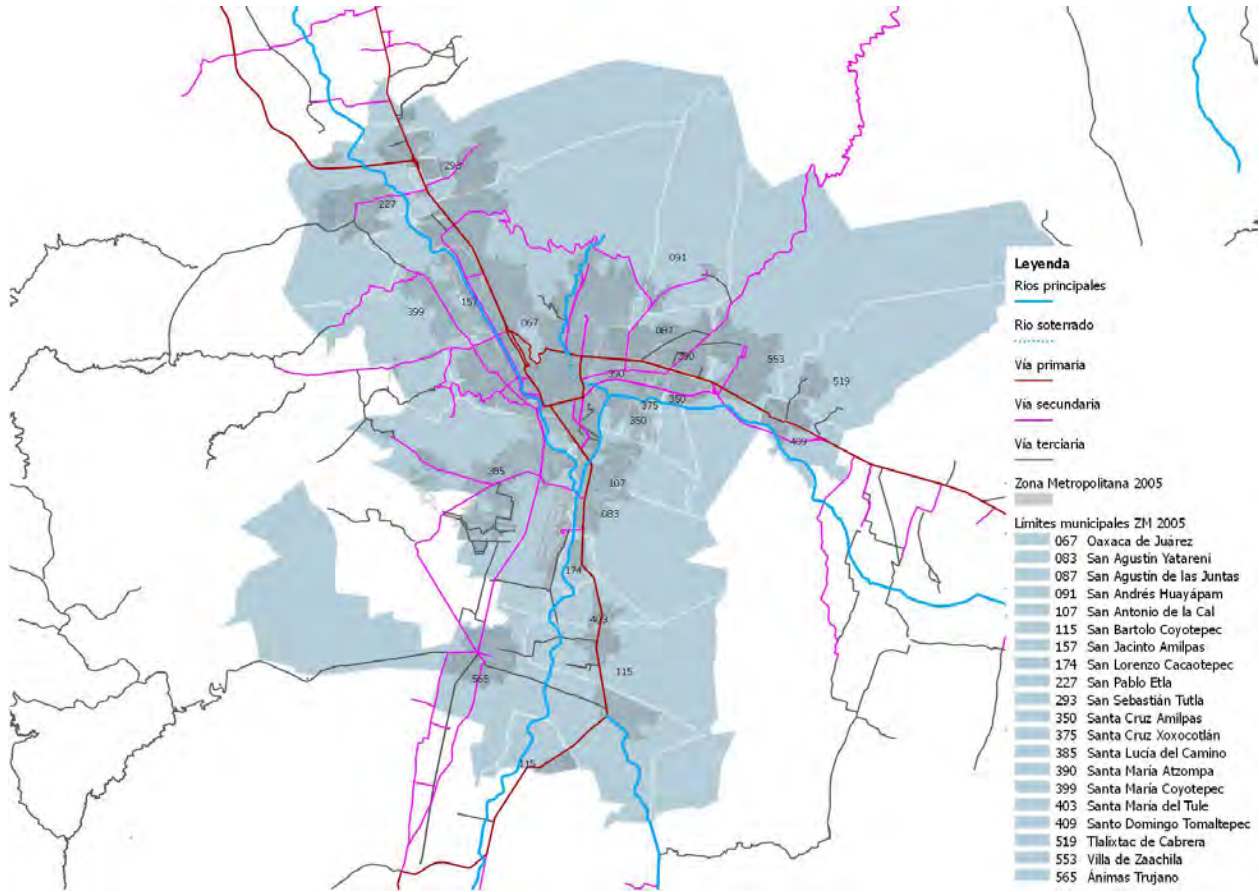 298
227
091
157
399
067
087
390
553
390
519
375
350
350
409
385
107
083
174
403
115
565
115
Leyenda
Rios principales
Rio soterrado
Vía primaria
Vía secundaria
Vía terciaria
Zona Metropolitana 2005
Límites municipales ZM 2005
067 Oaxaca de Juárez
083 San Agustín Yatareni
087 San Agustín de las Juntas
091 San Andrés Huayápam
107 San Antonio de la Cal
115 San Bartolo Coyotepec
157 San Jacinto Amilpas
174 San Lorenzo Cacaotepec
227 San Pablo Etla
293 San Sebastián Tutla
350 Santa Cruz Amilpas
375 Santa Cruz Xoxocotlán
385 Santa Lucía del Camino
390 Santa María Atzompa
399 Santa María Coyotepec
403 Santa María del Tule
409 Santo Domingo Tomaltepec
519 Tlalixtac de Cabrera
553 Villa de Zaachila
565 Ánimas Trujano